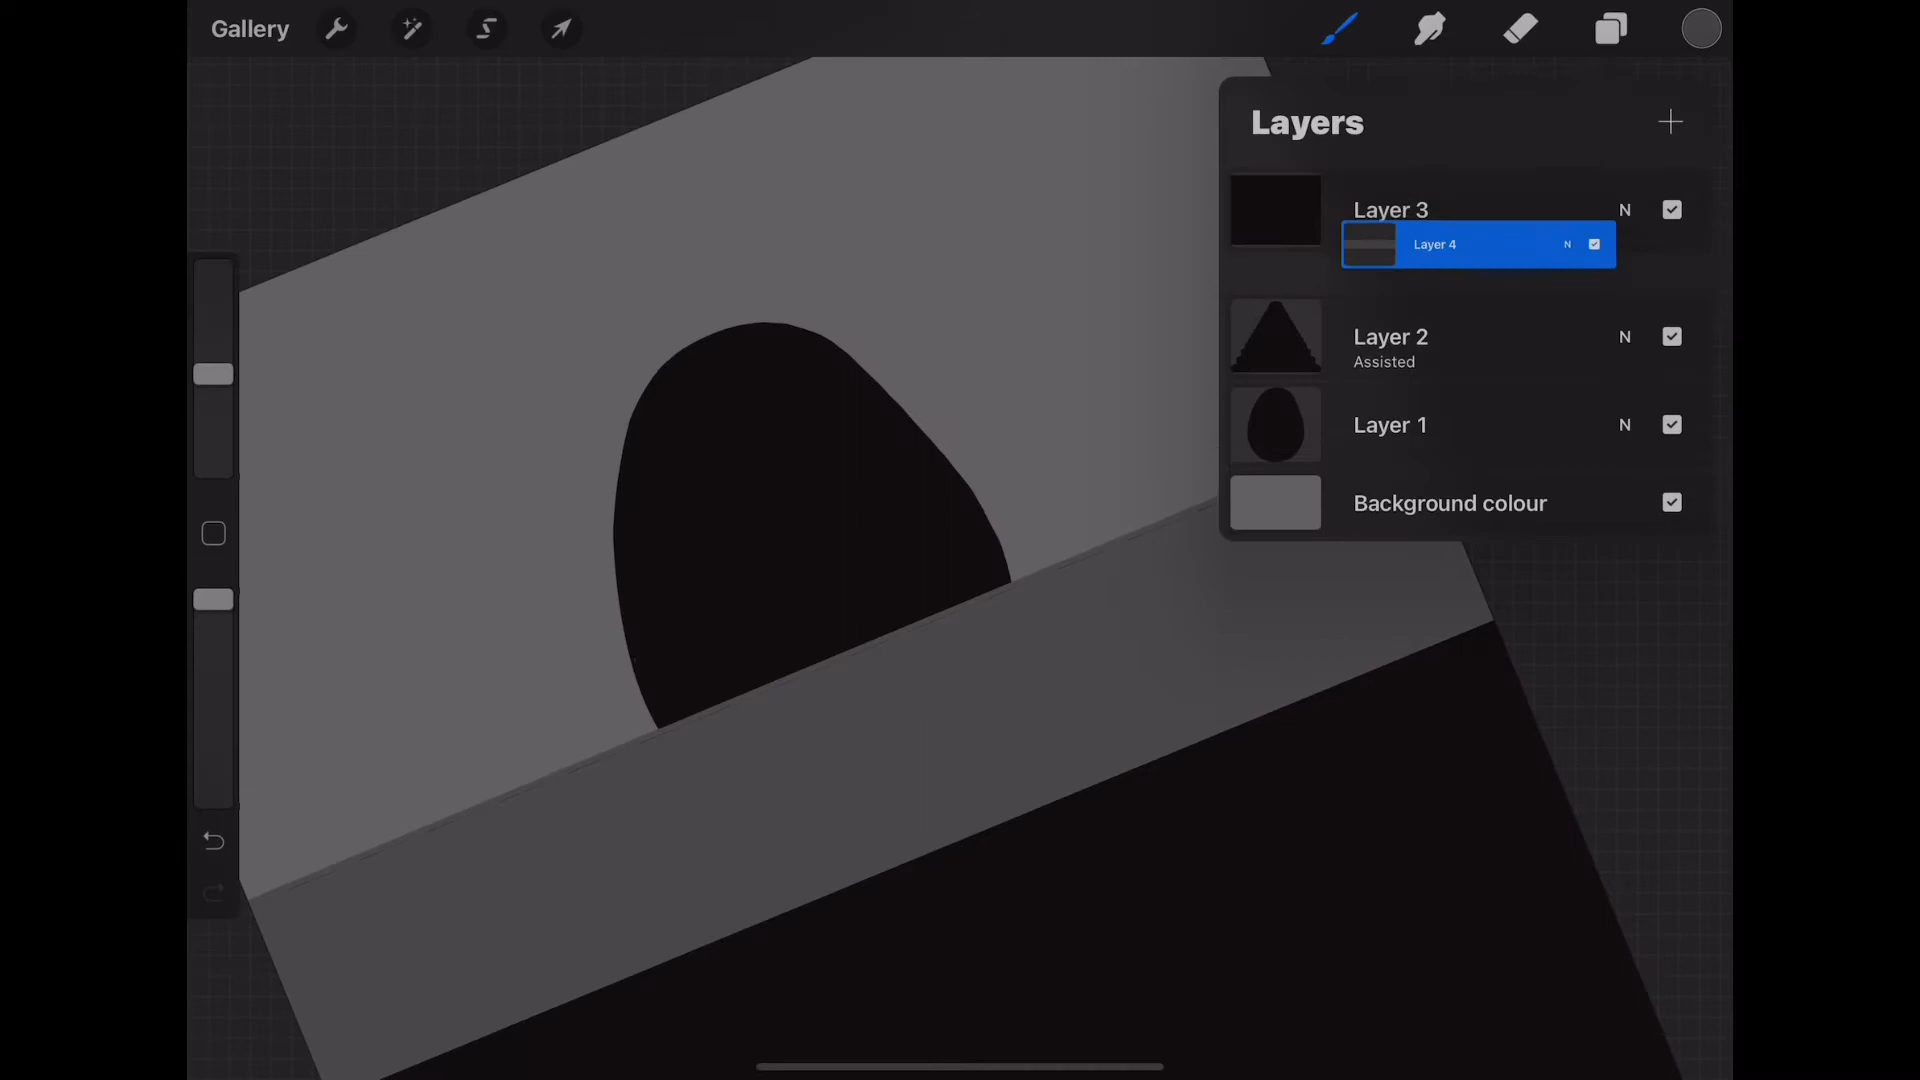 Gallery
Layers
Layer 3 N
Layer 4 N
Layer 2 N
Assisted
Layer 1 N
Background colour